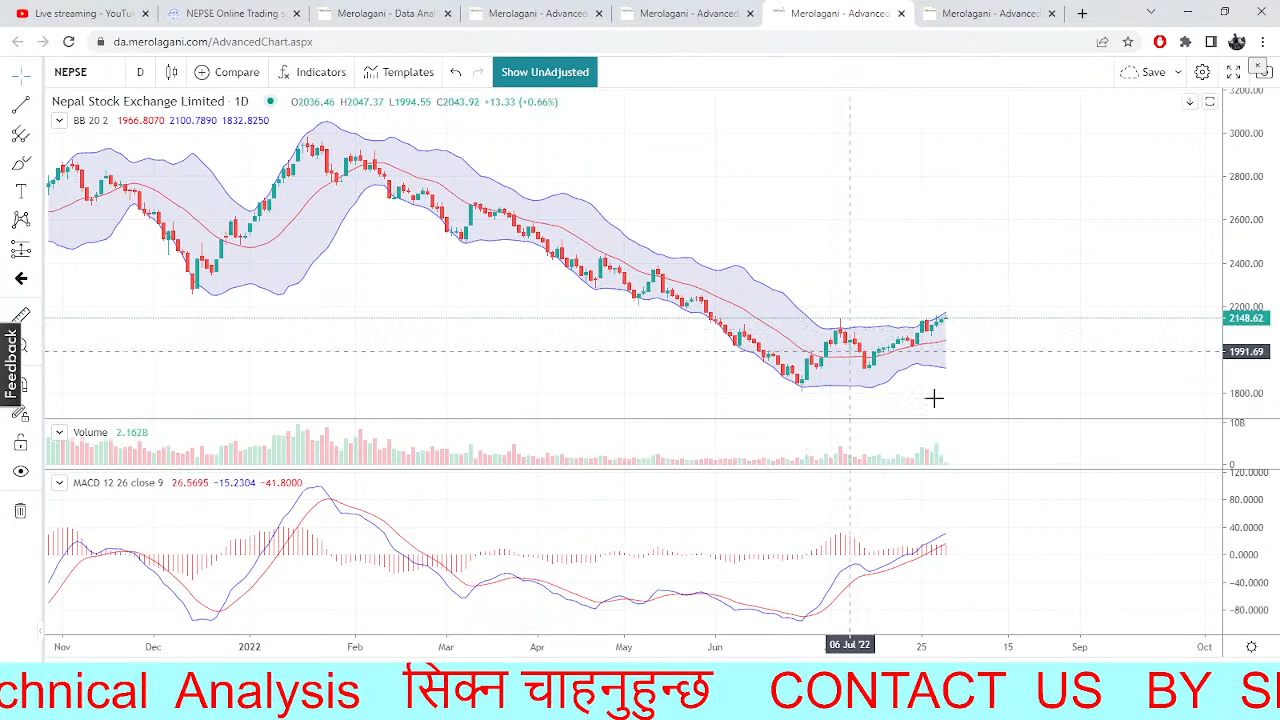 Live streaming - YouTu
NEPSE Online Trading s
Merolagani - Data Anal
Merolagani - Advanced
Merolagani - Advanced
Merolagani - Advanced
Merolagani - Advanced
da.merolagani.com/AdvancedChart.aspx
NEPSE D Compare Indicators Templates Show UnAdjusted Save
Nepal Stock Exchange Limited · 1D O2036.46 H2047.37 L1994.55 C2043.92 +13.33 (+0.66%)
BB 20 2 1966.8070 2100.7890 1832.8250
3200.00
3000.00
2800.00
2600.00
2400.00
2200.00
2148.62
1991.69
1800.00
Feedback
Volume 2.162B
10B
0
MACD 12 26 close 9 26.5695 −15.2304 −41.8000
120.0000
80.0000
40.0000
0.0000
−40.0000
−80.0000
Nov Dec 2022 Feb Mar Apr May Jun 06 Jul '22 25 15 Sep Oct
chnical Analysis सिक्न चाहनुहुन्छ CONTACT US BY